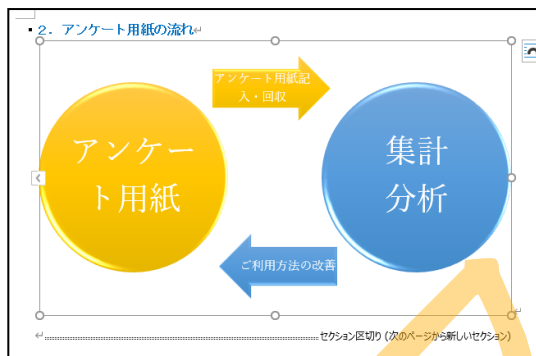 2．アンケート用紙の流れ
アンケート用紙記
入・回収
アンケー
ト用紙
集計
分析
ご利用方法の改善
セクション区切り (次のページから新しいセクション)